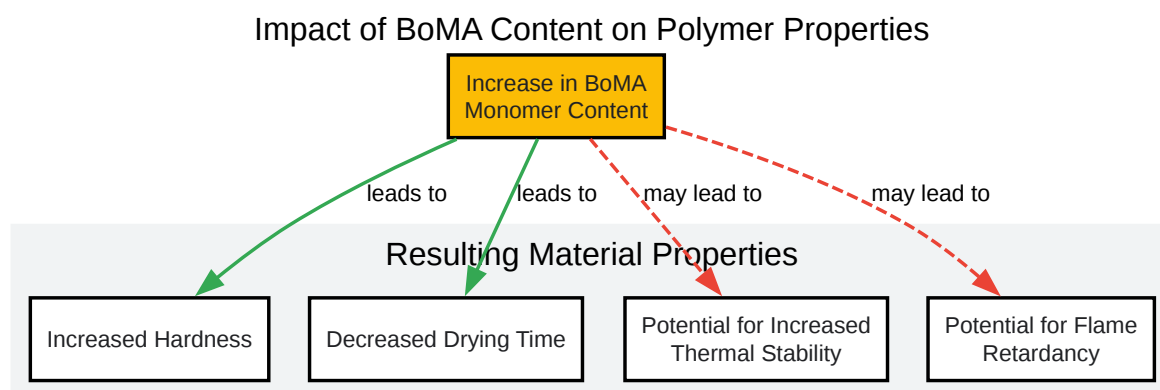 Impact of BoMA Content on Polymer Properties
Increase in BoMA
Monomer Content
leads to
leads to
may lead to
may lead to
Resulting Material Properties
Increased Hardness
Decreased Drying Time
Potential for Increased
Thermal Stability
Potential for Flame
Retardancy